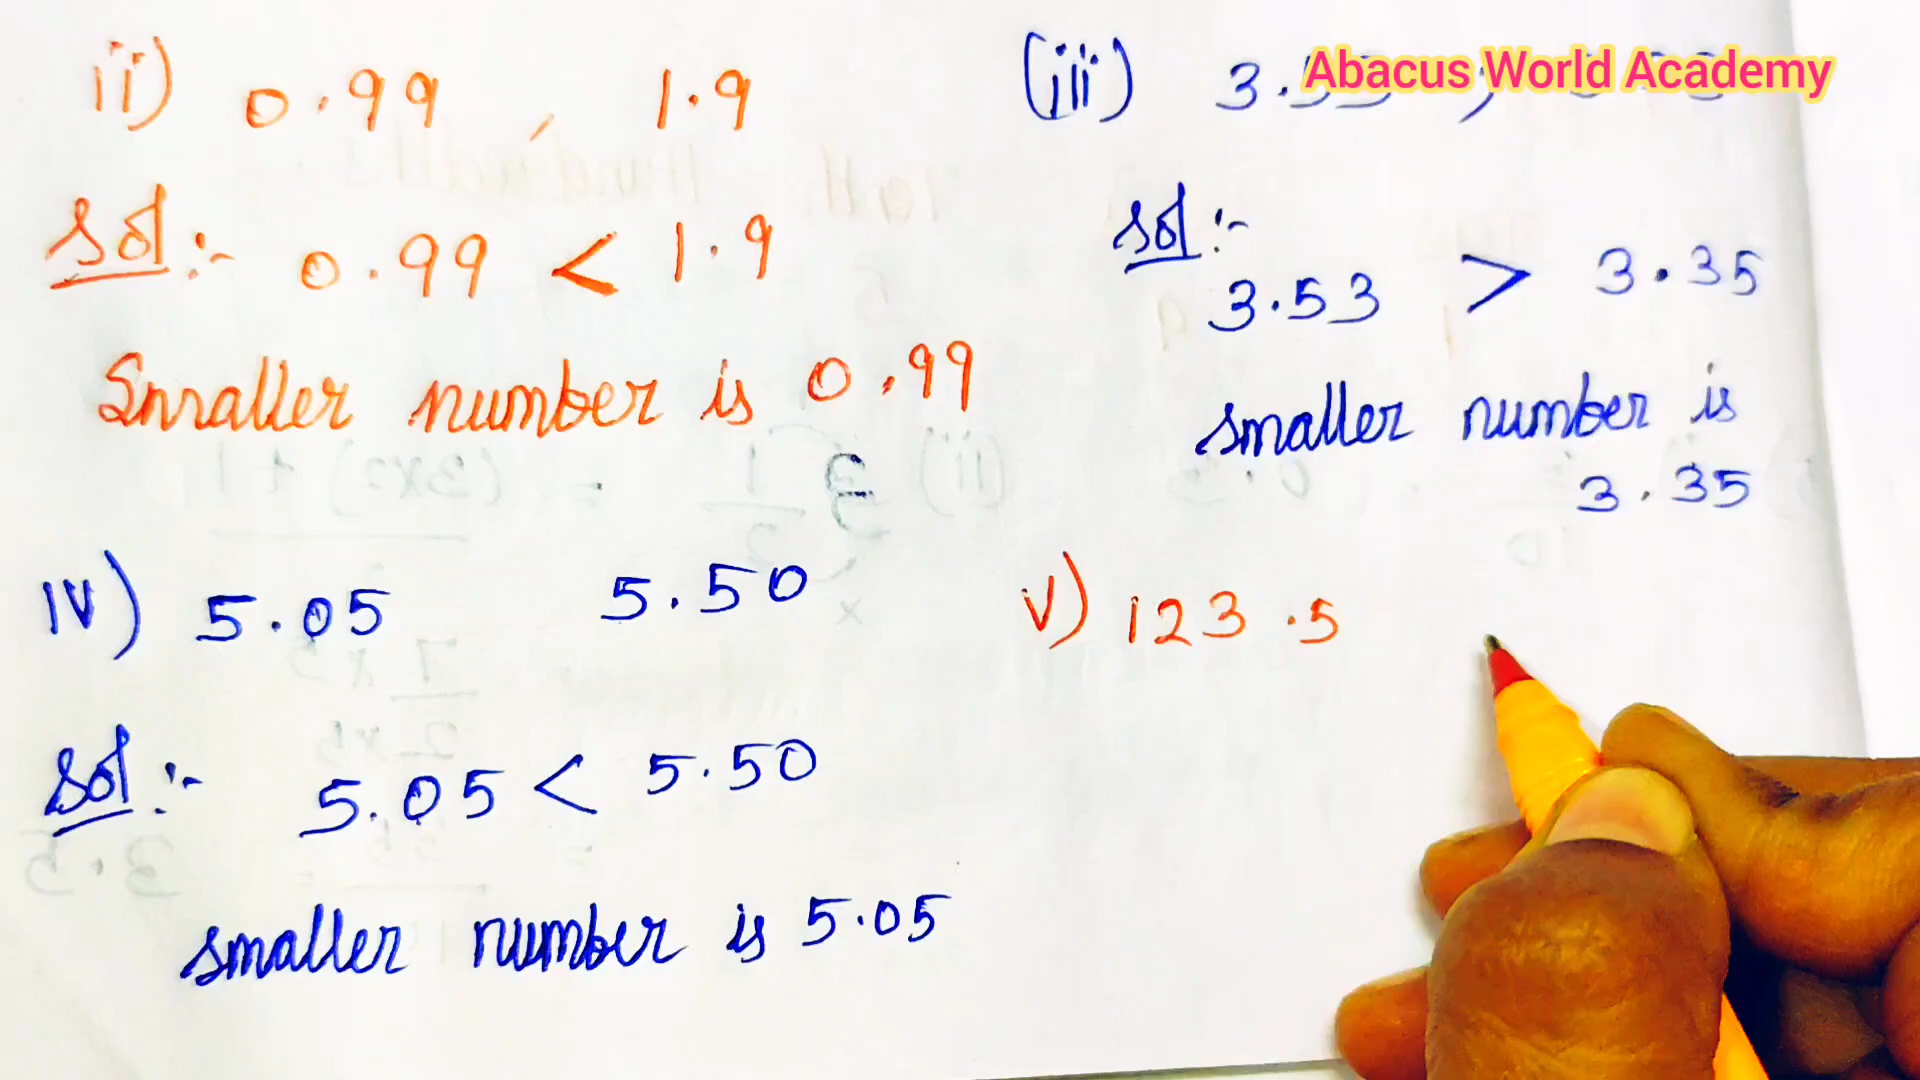 ii) 0.99 , 1.9
Sol:- 0.99 < 1.9
Smaller number is 0.99
(iii) 3.53 ,
Abacus World Academy
Sol:-
3.53 > 3.35
smaller number is
3.35
iv) 5.05 5.50
Sol:- 5.05 < 5.50
smaller number is 5.05
v) 123.5